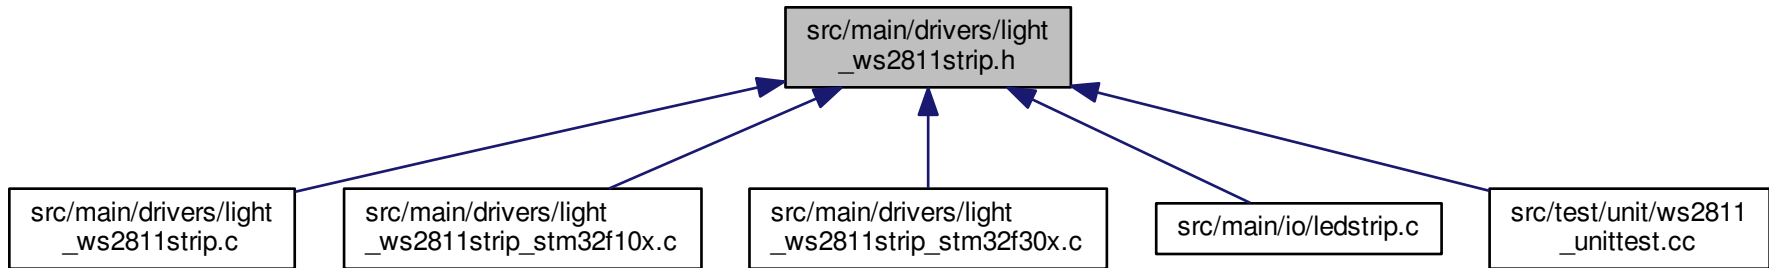 src/main/drivers/light
_ws2811strip.h
src/main/drivers/light
_ws2811strip.c
src/main/drivers/light
_ws2811strip_stm32f10x.c
src/main/drivers/light
_ws2811strip_stm32f30x.c
src/main/io/ledstrip.c
src/test/unit/ws2811
_unittest.cc